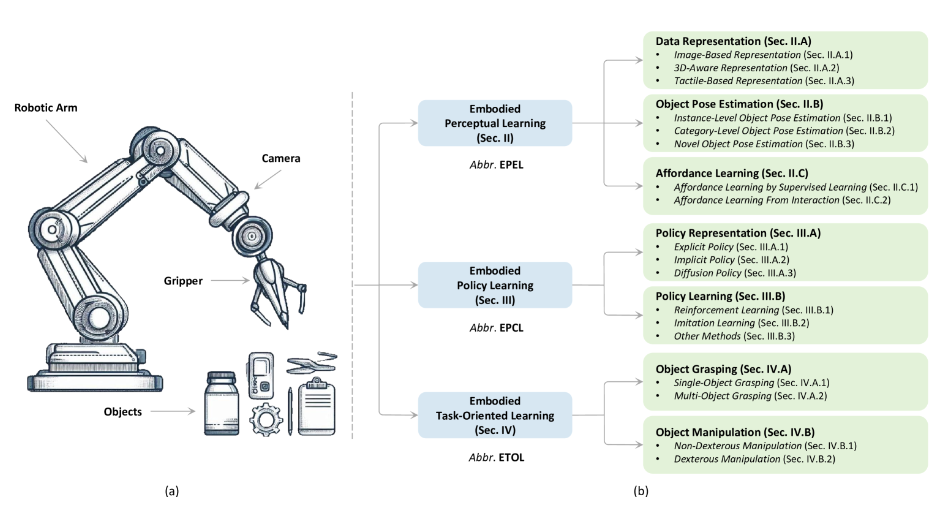 Robotic Arm
Camera
Gripper
Objects
(a)
Embodied
Perceptual Learning
(Sec. II)
Abbr. EPEL
Data Representation (Sec. II.A)
• Image-Based Representation (Sec. II.A.1)
• 3D-Aware Representation (Sec. II.A.2)
• Tactile-Based Representation (Sec. II.A.3)
Object Pose Estimation (Sec. II.B)
• Instance-Level Object Pose Estimation (Sec. II.B.1)
• Category-Level Object Pose Estimation (Sec. II.B.2)
• Novel Object Pose Estimation (Sec. II.B.3)
Affordance Learning (Sec. II.C)
• Affordance Learning by Supervised Learning (Sec. II.C.1)
• Affordance Learning From Interaction (Sec. II.C.2)
Embodied
Policy Learning
(Sec. III)
Abbr. EPCL
Policy Representation (Sec. III.A)
• Explicit Policy (Sec. III.A.1)
• Implicit Policy (Sec. III.A.2)
• Diffusion Policy (Sec. III.A.3)
Policy Learning (Sec. III.B)
• Reinforcement Learning (Sec. III.B.1)
• Imitation Learning (Sec. III.B.2)
• Other Methods (Sec. III.B.3)
Embodied
Task-Oriented Learning
(Sec. IV)
Abbr. ETOL
Object Grasping (Sec. IV.A)
• Single-Object Grasping (Sec. IV.A.1)
• Multi-Object Grasping (Sec. IV.A.2)
Object Manipulation (Sec. IV.B)
• Non-Dexterous Manipulation (Sec. IV.B.1)
• Dexterous Manipulation (Sec. IV.B.2)
(b)